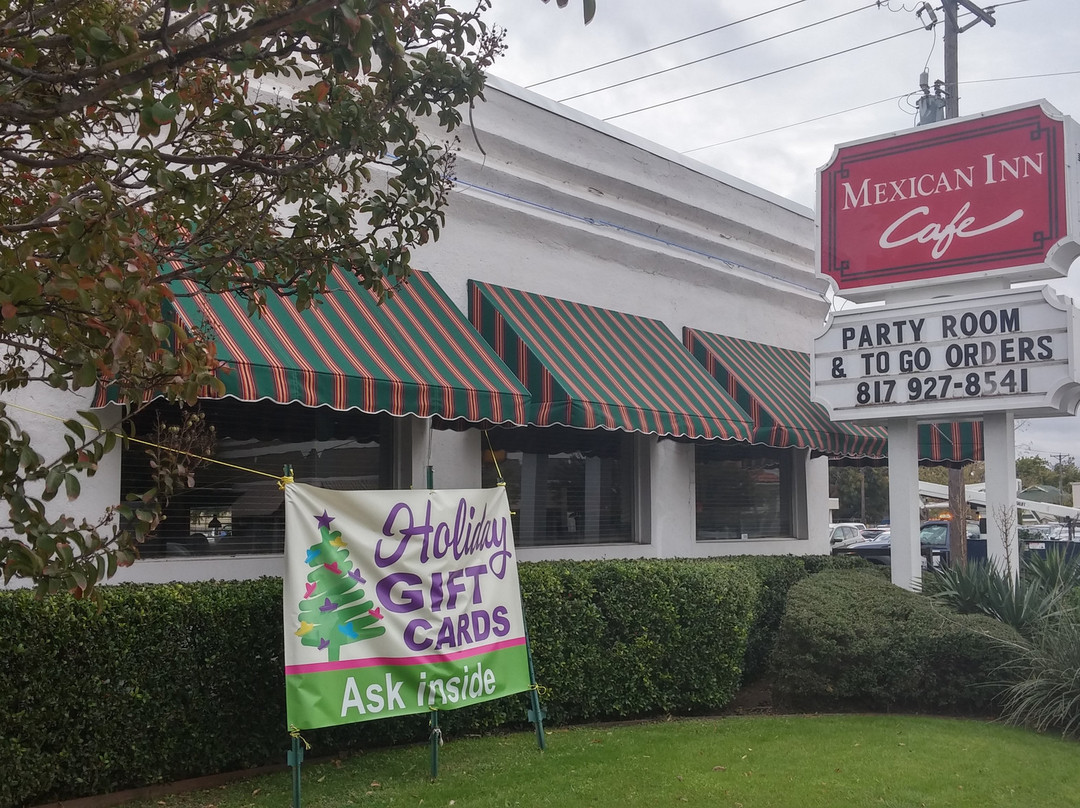 MEXICAN INN
Cafe
PARTY ROOM
& TO GO ORDERS
817 927-8541
Holiday
GIFT
CARDS
Ask inside